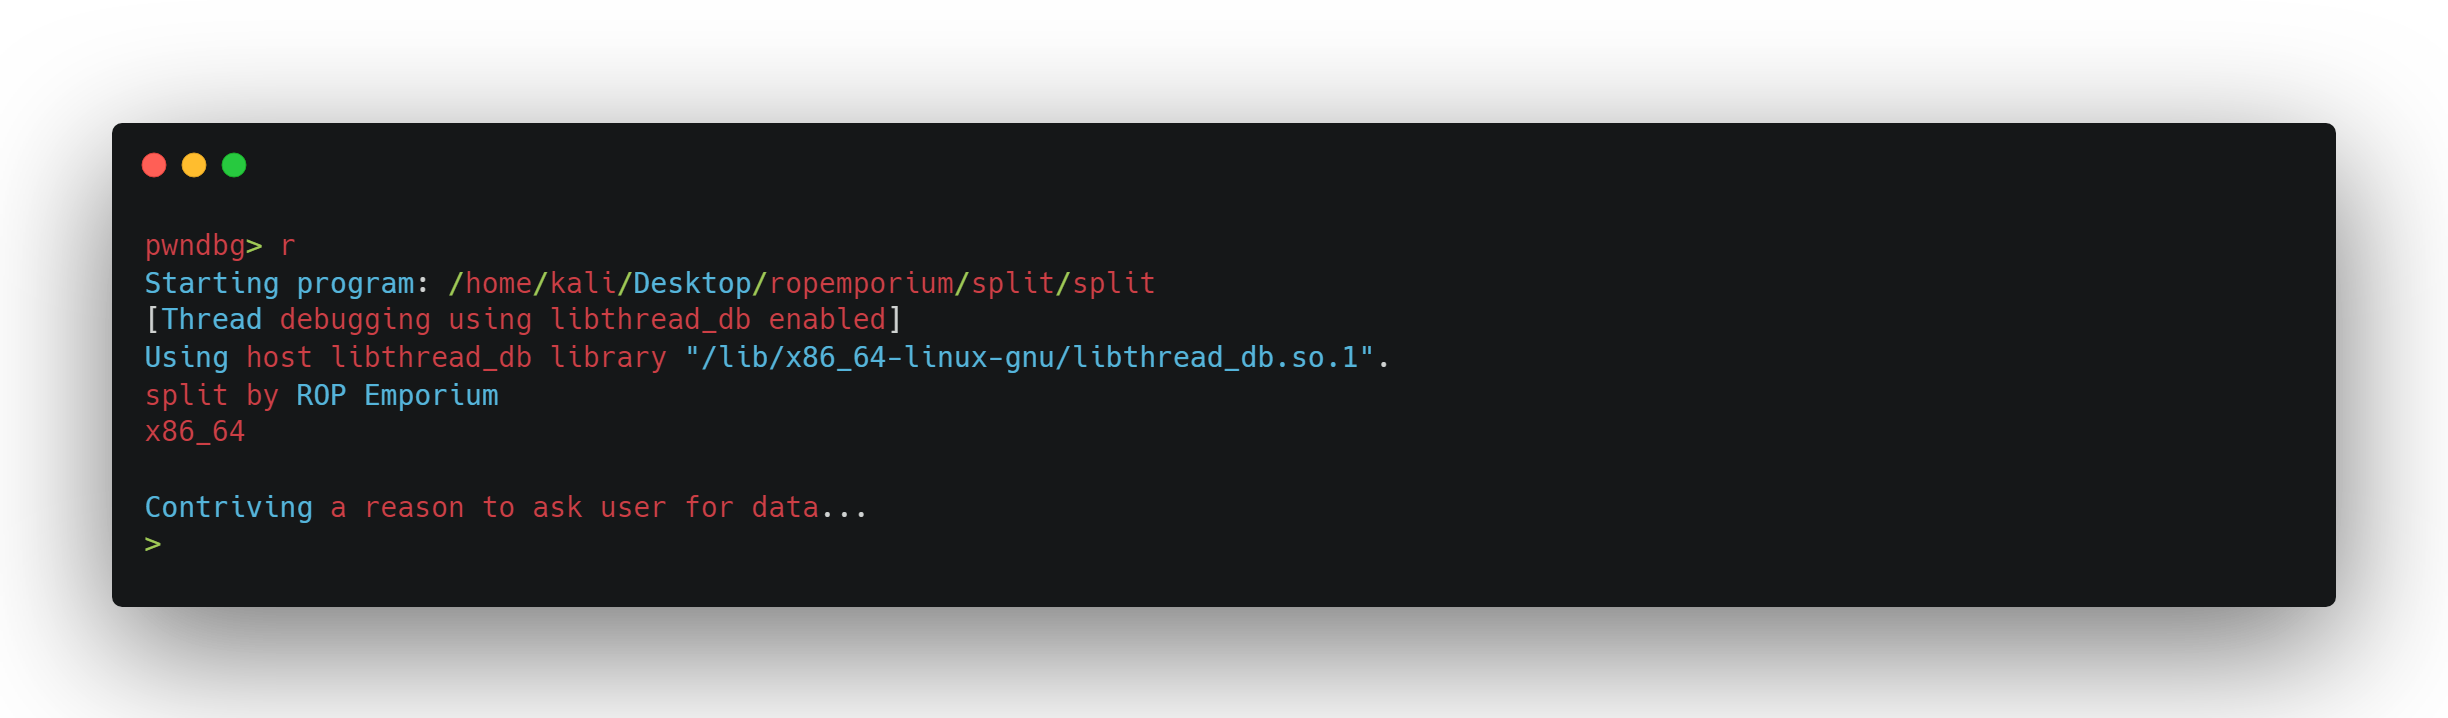 pwndbg> r
Starting program: /home/kali/Desktop/ropemporium/split/split
[Thread debugging using libthread_db enabled]
Using host libthread_db library "/lib/x86_64-linux-gnu/libthread_db.so.1".
split by ROP Emporium
x86_64

Contriving a reason to ask user for data...
>